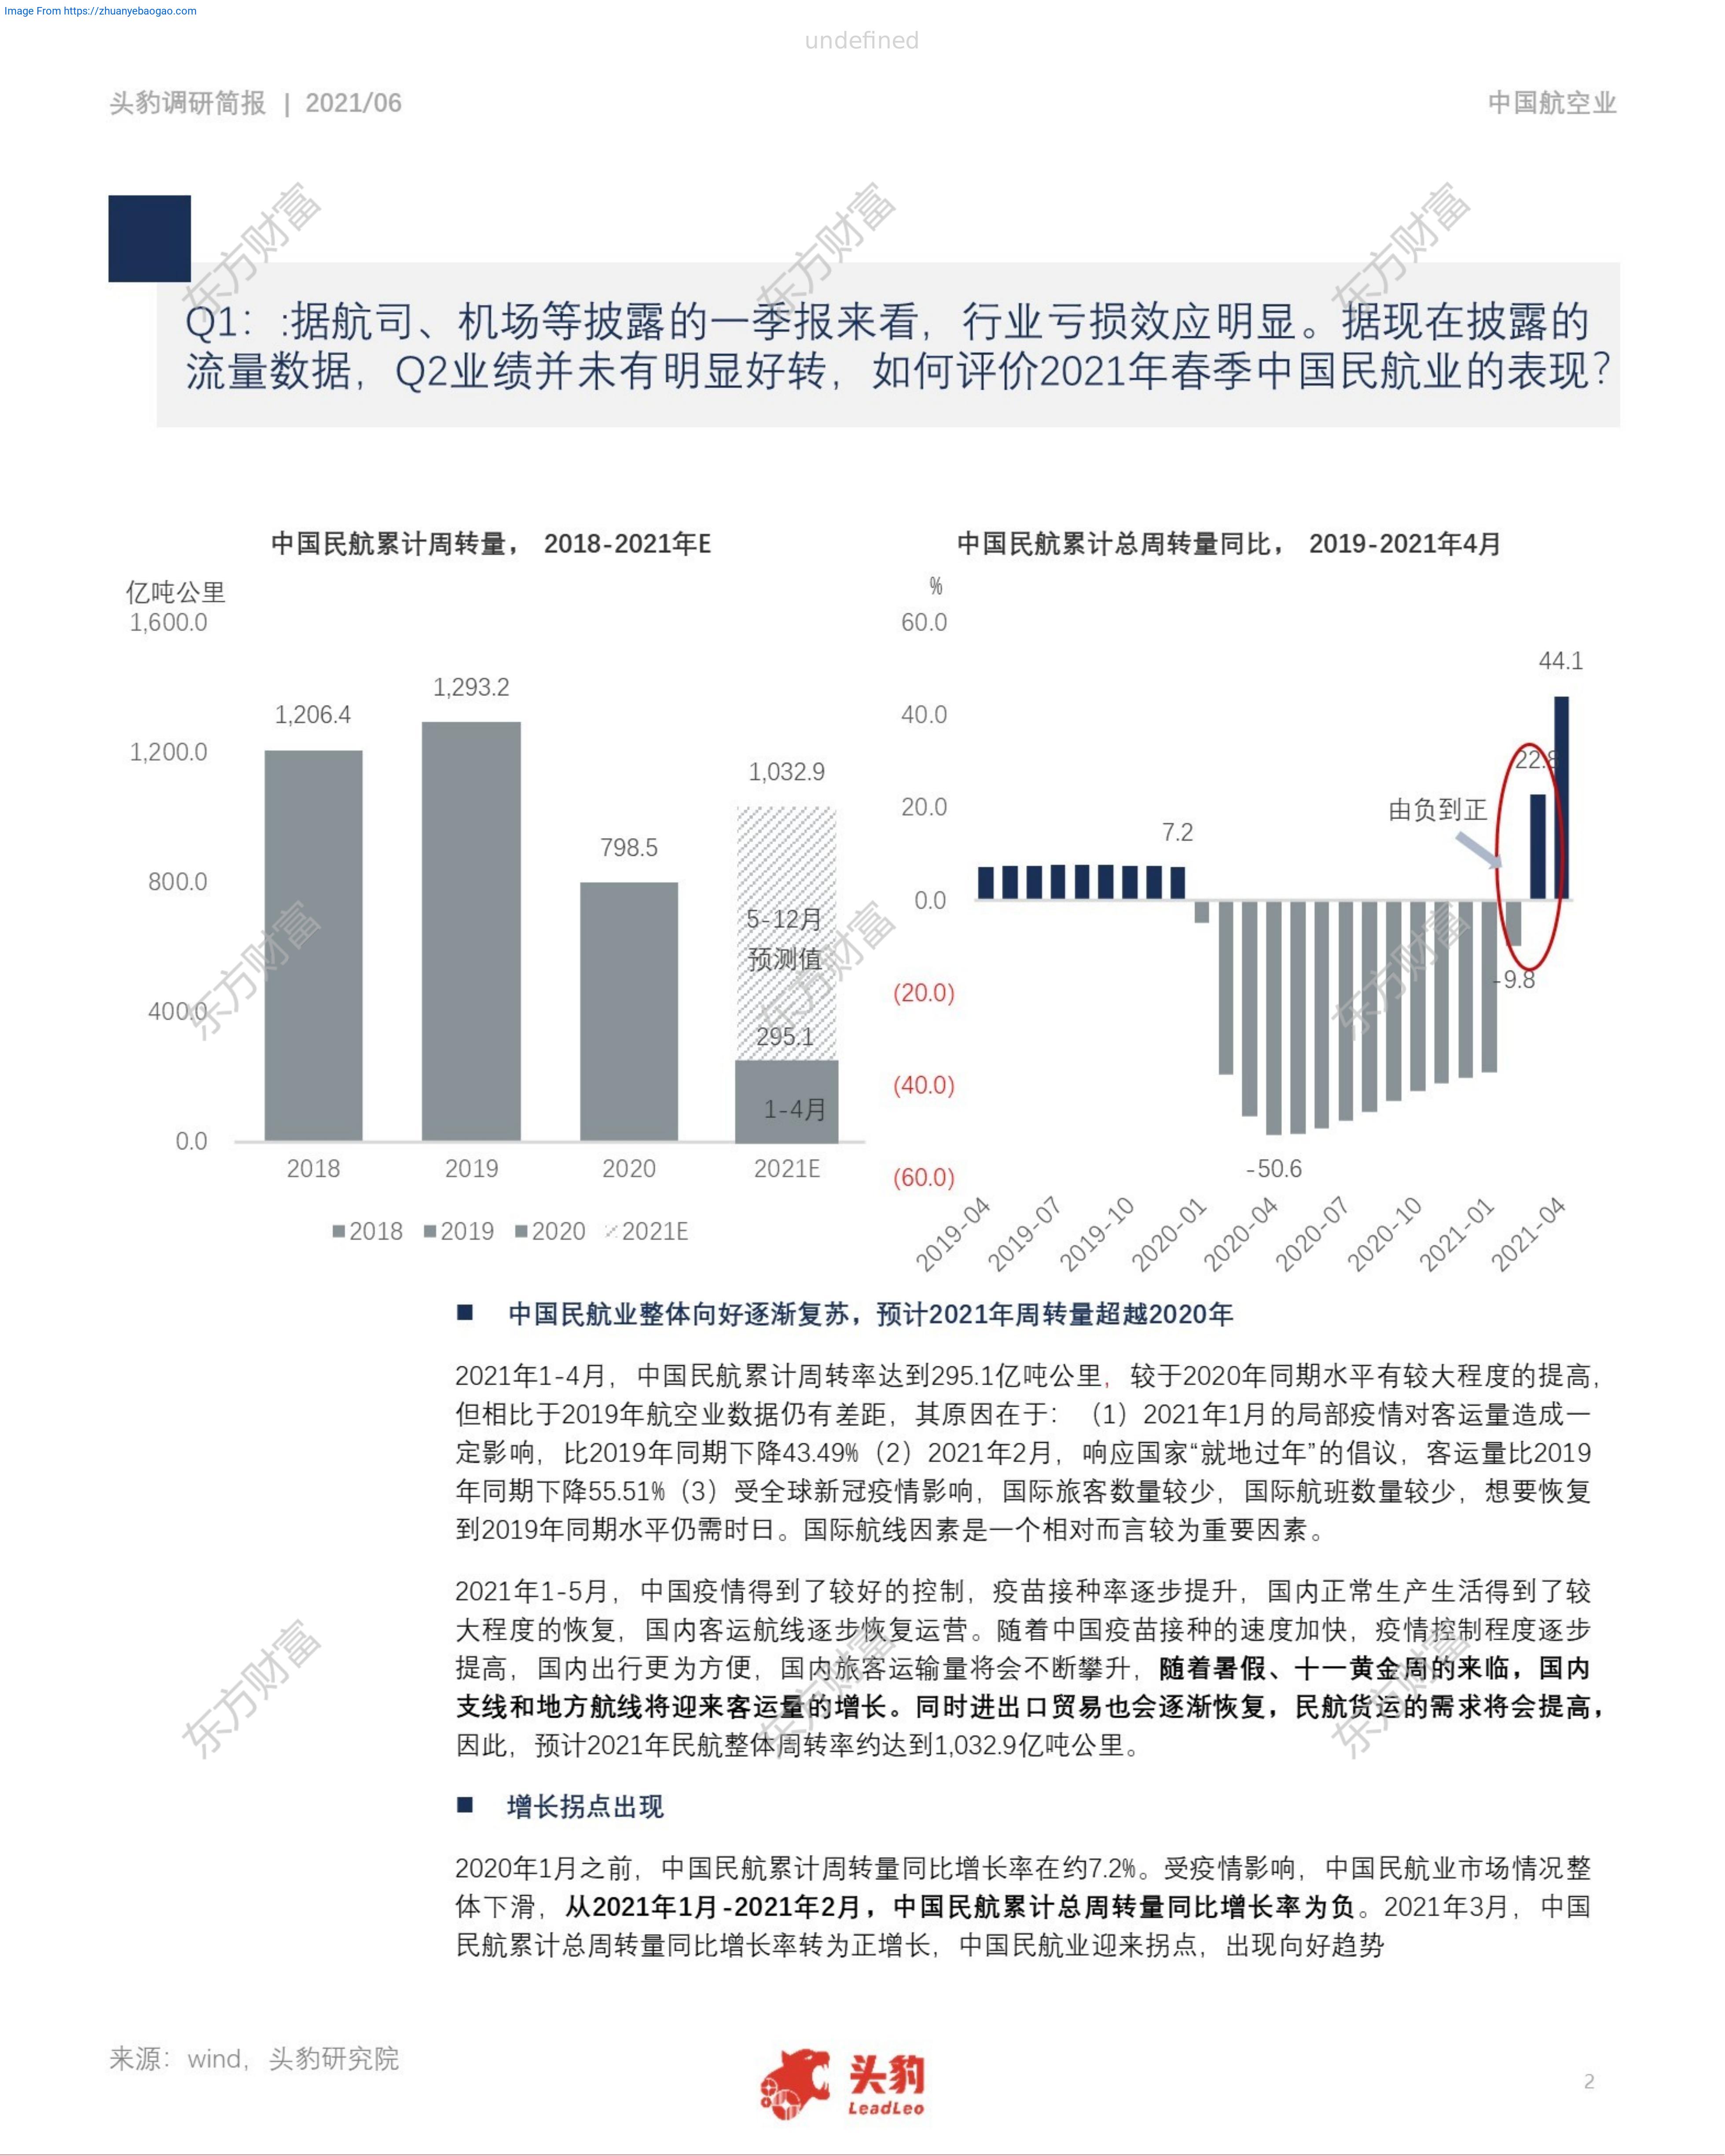 Image From https://zhuanyebaogao.com
undefined
头豹调研简报 | 2021/06
中国航空业
Q1：:据航司、机场等披露的一季报来看，行业亏损效应明显。据现在披露的
流量数据，Q2业绩并未有明显好转，如何评价2021年春季中国民航业的表现？
中国民航累计周转量， 2018-2021年E
亿吨公里
1,600.0
1,200.0
800.0
400.0
0.0
1,206.4
1,293.2
798.5
1,032.9
5-12月
预测值
295.1
1-4月
2018
2019
2020
2021E
2018 2019 2020 2021E
中国民航累计总周转量同比， 2019-2021年4月
%
60.0
40.0
20.0
0.0
(20.0)
(40.0)
(60.0)
7.2
-50.6
-9.8
22.8
44.1
由负到正
2019-04
2019-07
2019-10
2020-01
2020-04
2020-07
2020-10
2021-01
2021-04
中国民航业整体向好逐渐复苏，预计2021年周转量超越2020年
2021年1-4月，中国民航累计周转率达到295.1亿吨公里，较于2020年同期水平有较大程度的提高，
但相比于2019年航空业数据仍有差距，其原因在于：（1）2021年1月的局部疫情对客运量造成一
定影响，比2019年同期下降43.49%（2）2021年2月，响应国家“就地过年”的倡议，客运量比2019
年同期下降55.51%（3）受全球新冠疫情影响，国际旅客数量较少，国际航班数量较少，想要恢复
到2019年同期水平仍需时日。国际航线因素是一个相对而言较为重要因素。
2021年1-5月，中国疫情得到了较好的控制，疫苗接种率逐步提升，国内正常生产生活得到了较
大程度的恢复，国内客运航线逐步恢复运营。随着中国疫苗接种的速度加快，疫情控制程度逐步
提高，国内出行更为方便，国内旅客运输量将会不断攀升，随着暑假、十一黄金周的来临，国内
支线和地方航线将迎来客运量的增长。同时进出口贸易也会逐渐恢复，民航货运的需求将会提高，
因此，预计2021年民航整体周转率约达到1,032.9亿吨公里。
增长拐点出现
2020年1月之前，中国民航累计周转量同比增长率在约7.2%。受疫情影响，中国民航业市场情况整
体下滑，从2021年1月-2021年2月，中国民航累计总周转量同比增长率为负。2021年3月，中国
民航累计总周转量同比增长率转为正增长，中国民航业迎来拐点，出现向好趋势
来源：wind，头豹研究院
头豹
LeadLeo
2
东方财富
东方财富
东方财富
东方财富
东方财富
东方财富
东方财富
东方财富
东方财富